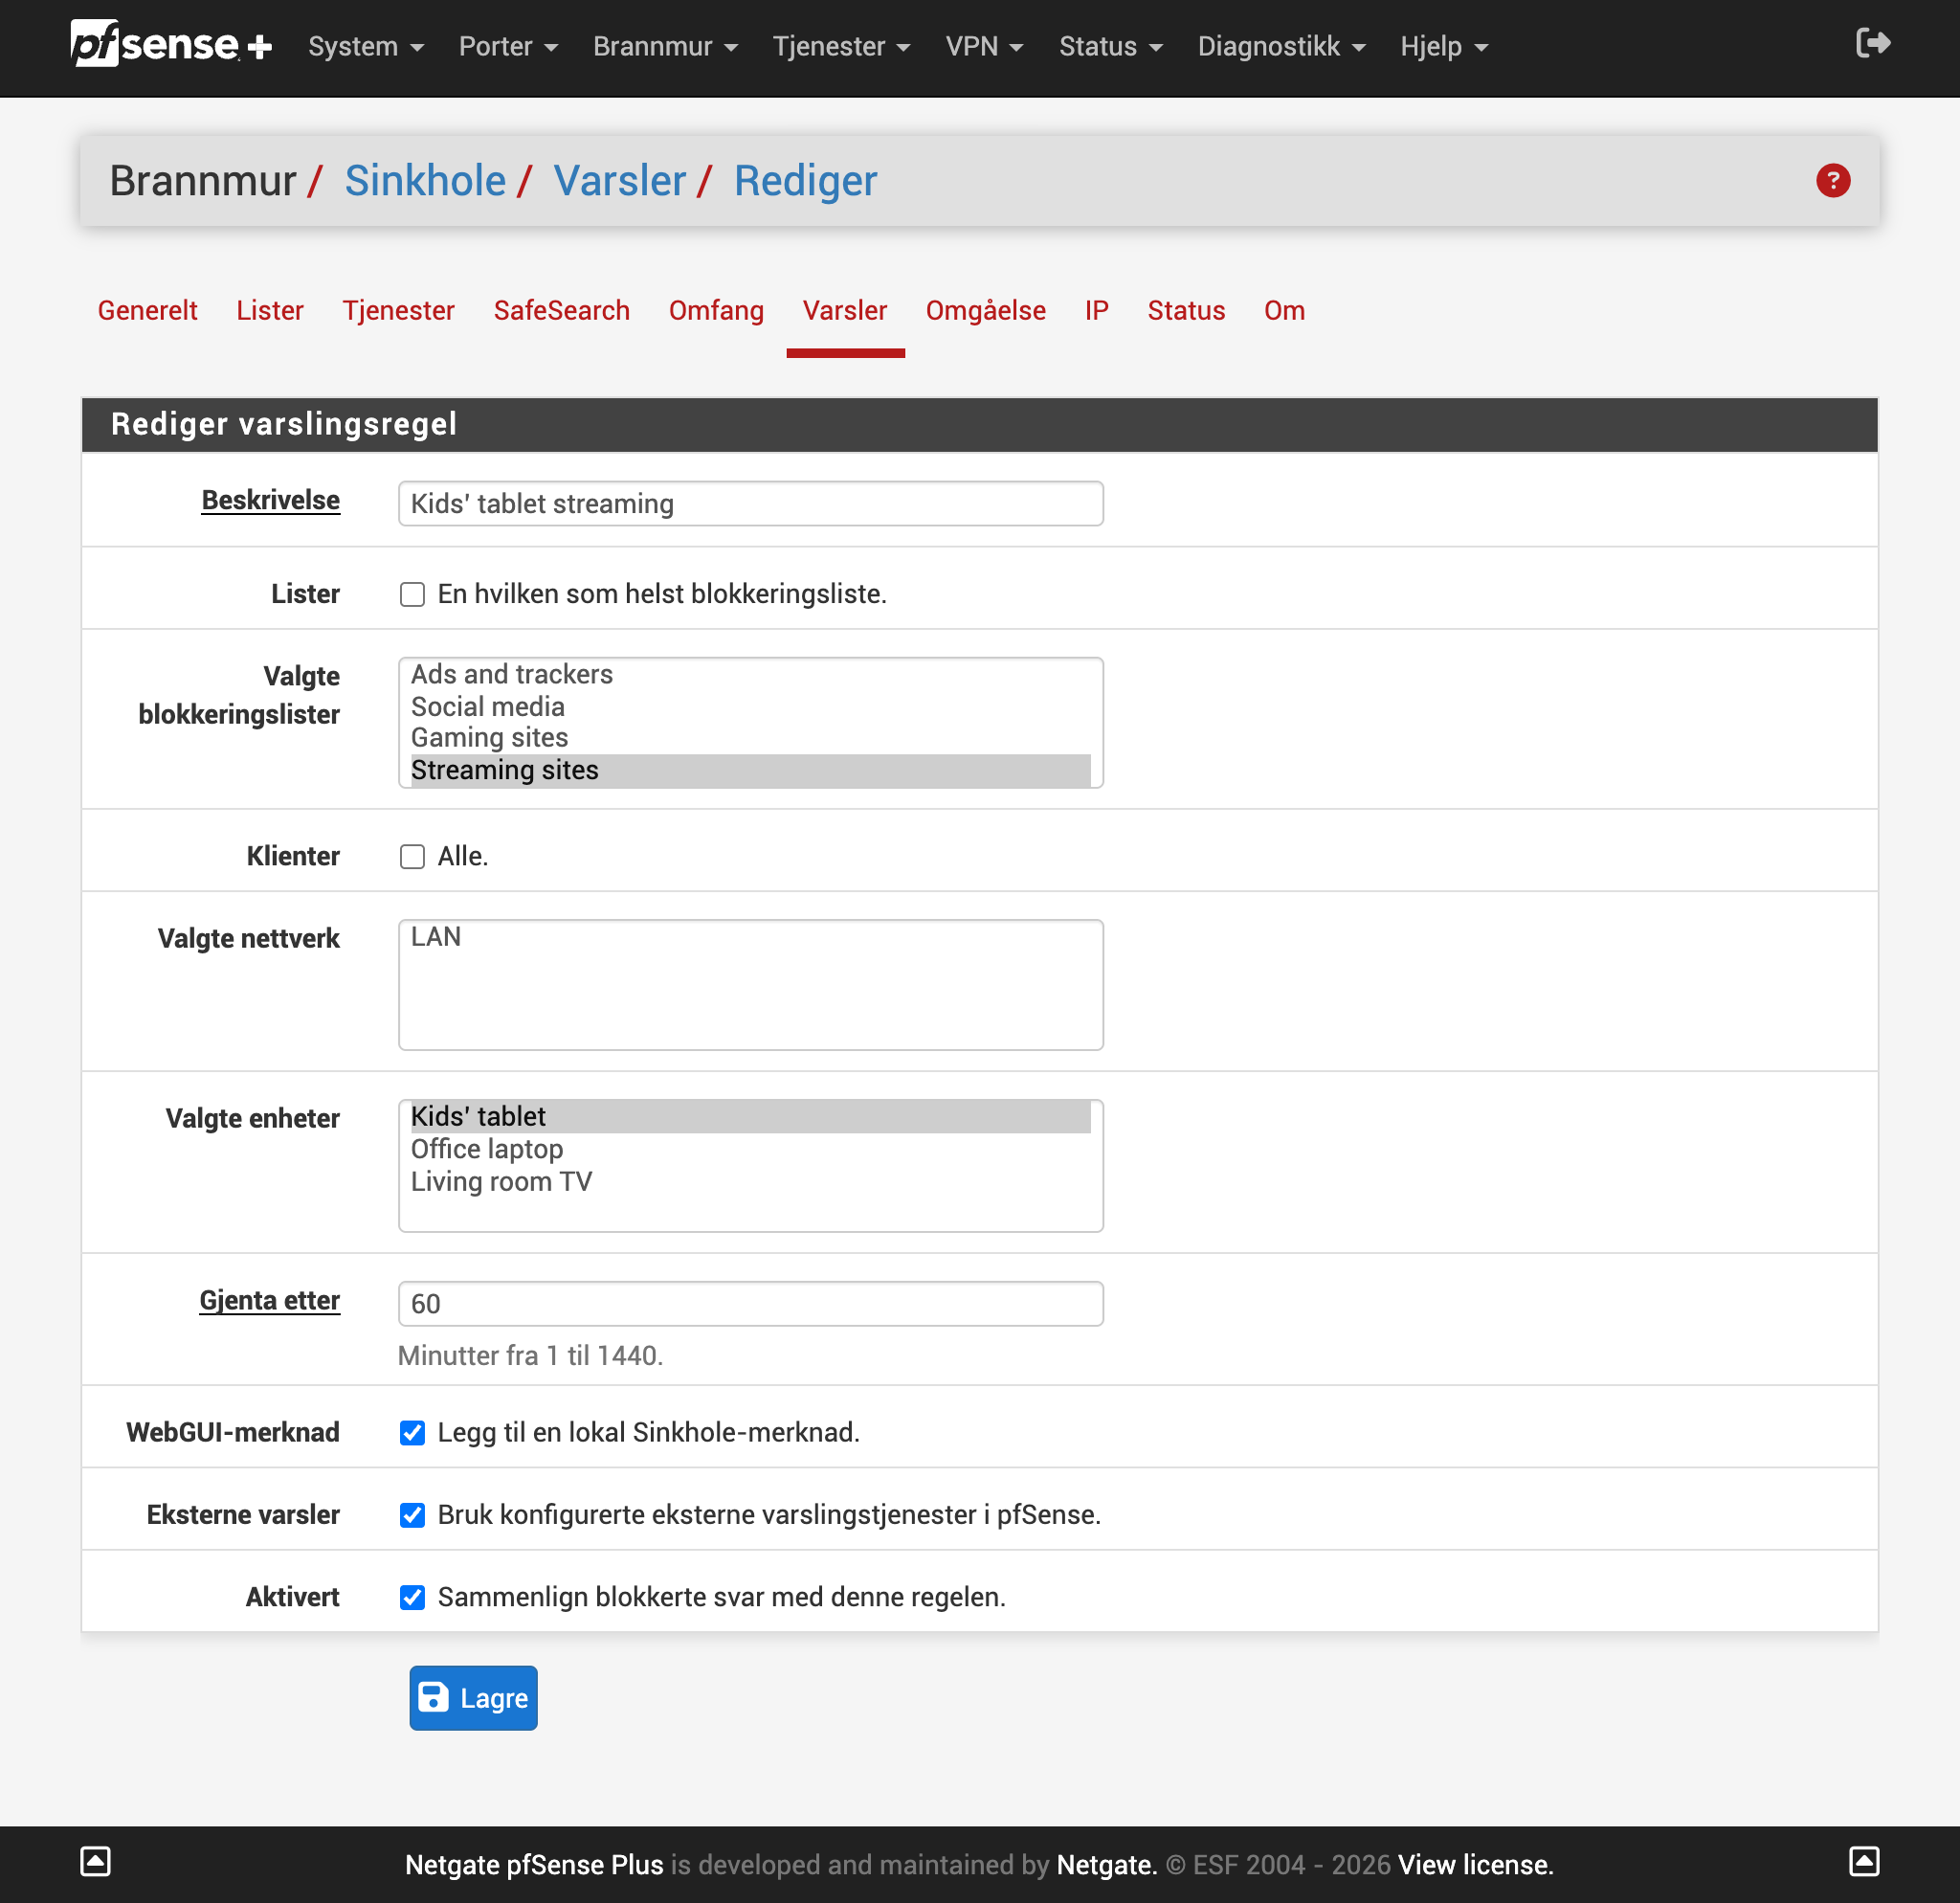 pfsense+ System Porter Brannmur Tjenester VPN Status Diagnostikk Hjelp
Brannmur / Sinkhole / Varsler / Rediger ?
Generelt Lister Tjenester SafeSearch Omfang Varsler Omgåelse IP Status Om
Rediger varslingsregel
Beskrivelse Kids' tablet streaming
Lister En hvilken som helst blokkeringsliste.
Valgte
blokkeringslister
Ads and trackers
Social media
Gaming sites
Streaming sites
Klienter Alle.
Valgte nettverk LAN
Valgte enheter Kids' tablet
Office laptop
Living room TV
Gjenta etter 60
Minutter fra 1 til 1440.
WebGUI-merknad Legg til en lokal Sinkhole-merknad.
Eksterne varsler Bruk konfigurerte eksterne varslingstjenester i pfSense.
Aktivert Sammenlign blokkerte svar med denne regelen.
Lagre
Netgate pfSense Plus is developed and maintained by Netgate. © ESF 2004 - 2026 View license.